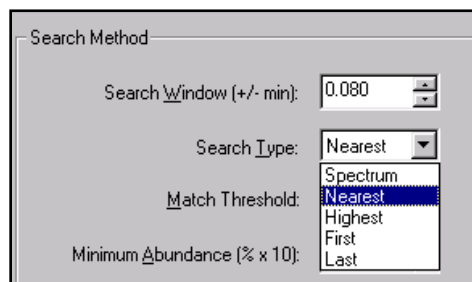 Search Method
Search Window (+/- min): 0.080
Search Type: Nearest
Spectrum
Match Threshold: Nearest
Highest
First
Minimum Abundance (% x 10): Last